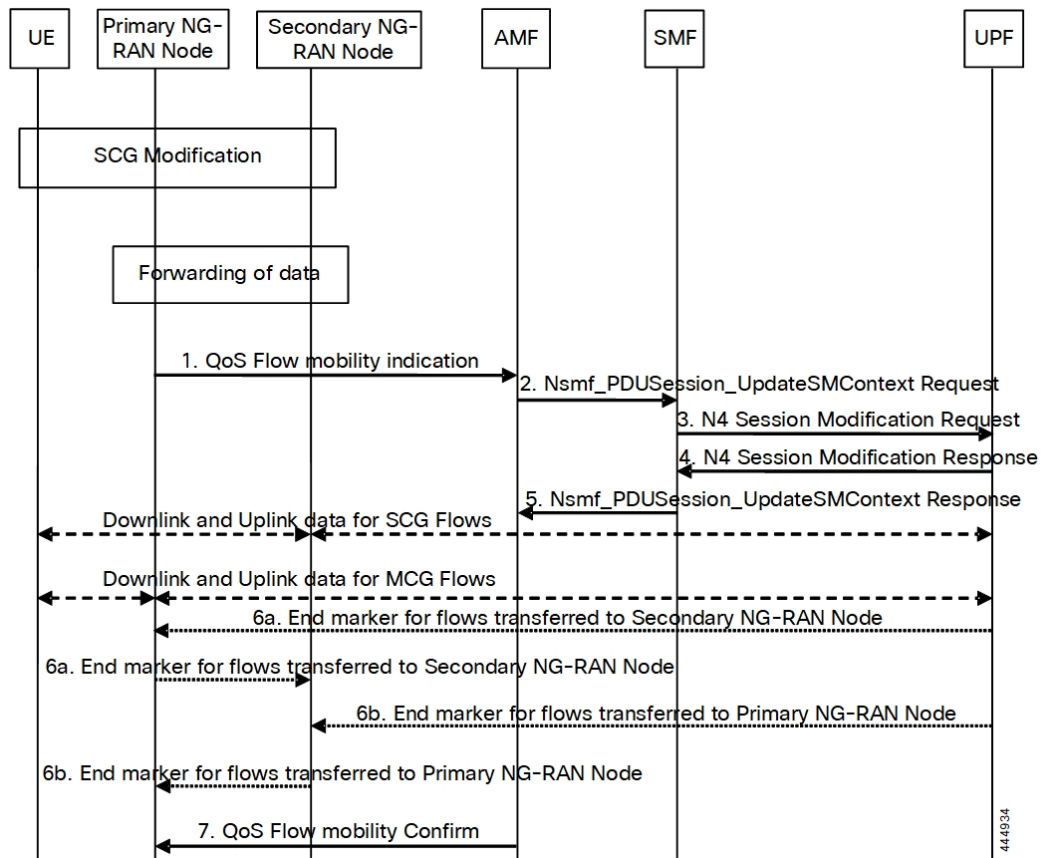 UE
Primary NG-
RAN Node
Secondary NG-
RAN Node
AMF
SMF
UPF
SCG Modification
Forwarding of data
1. QoS Flow mobility indication
2. Nsmf_PDUSession_UpdateSMContext Request
3. N4 Session Modification Request
4. N4 Session Modification Response
5. Nsmf_PDUSession_UpdateSMContext Response
Downlink and Uplink data for SCG Flows
Downlink and Uplink data for MCG Flows
6a. End marker for flows transferred to Secondary NG-RAN Node
6a. End marker for flows transferred to Secondary NG-RAN Node
6b. End marker for flows transferred to Primary NG-RAN Node
6b. End marker for flows transferred to Primary NG-RAN Node
7. QoS Flow mobility Confirm
444934